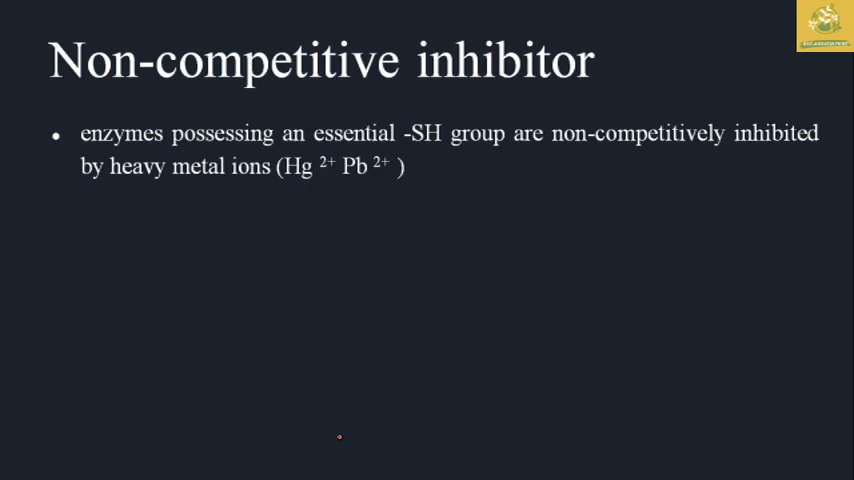 Non-competitive inhibitor
• enzymes possessing an essential -SH group are non-competitively inhibited
by heavy metal ions (Hg 2+ Pb 2+ )